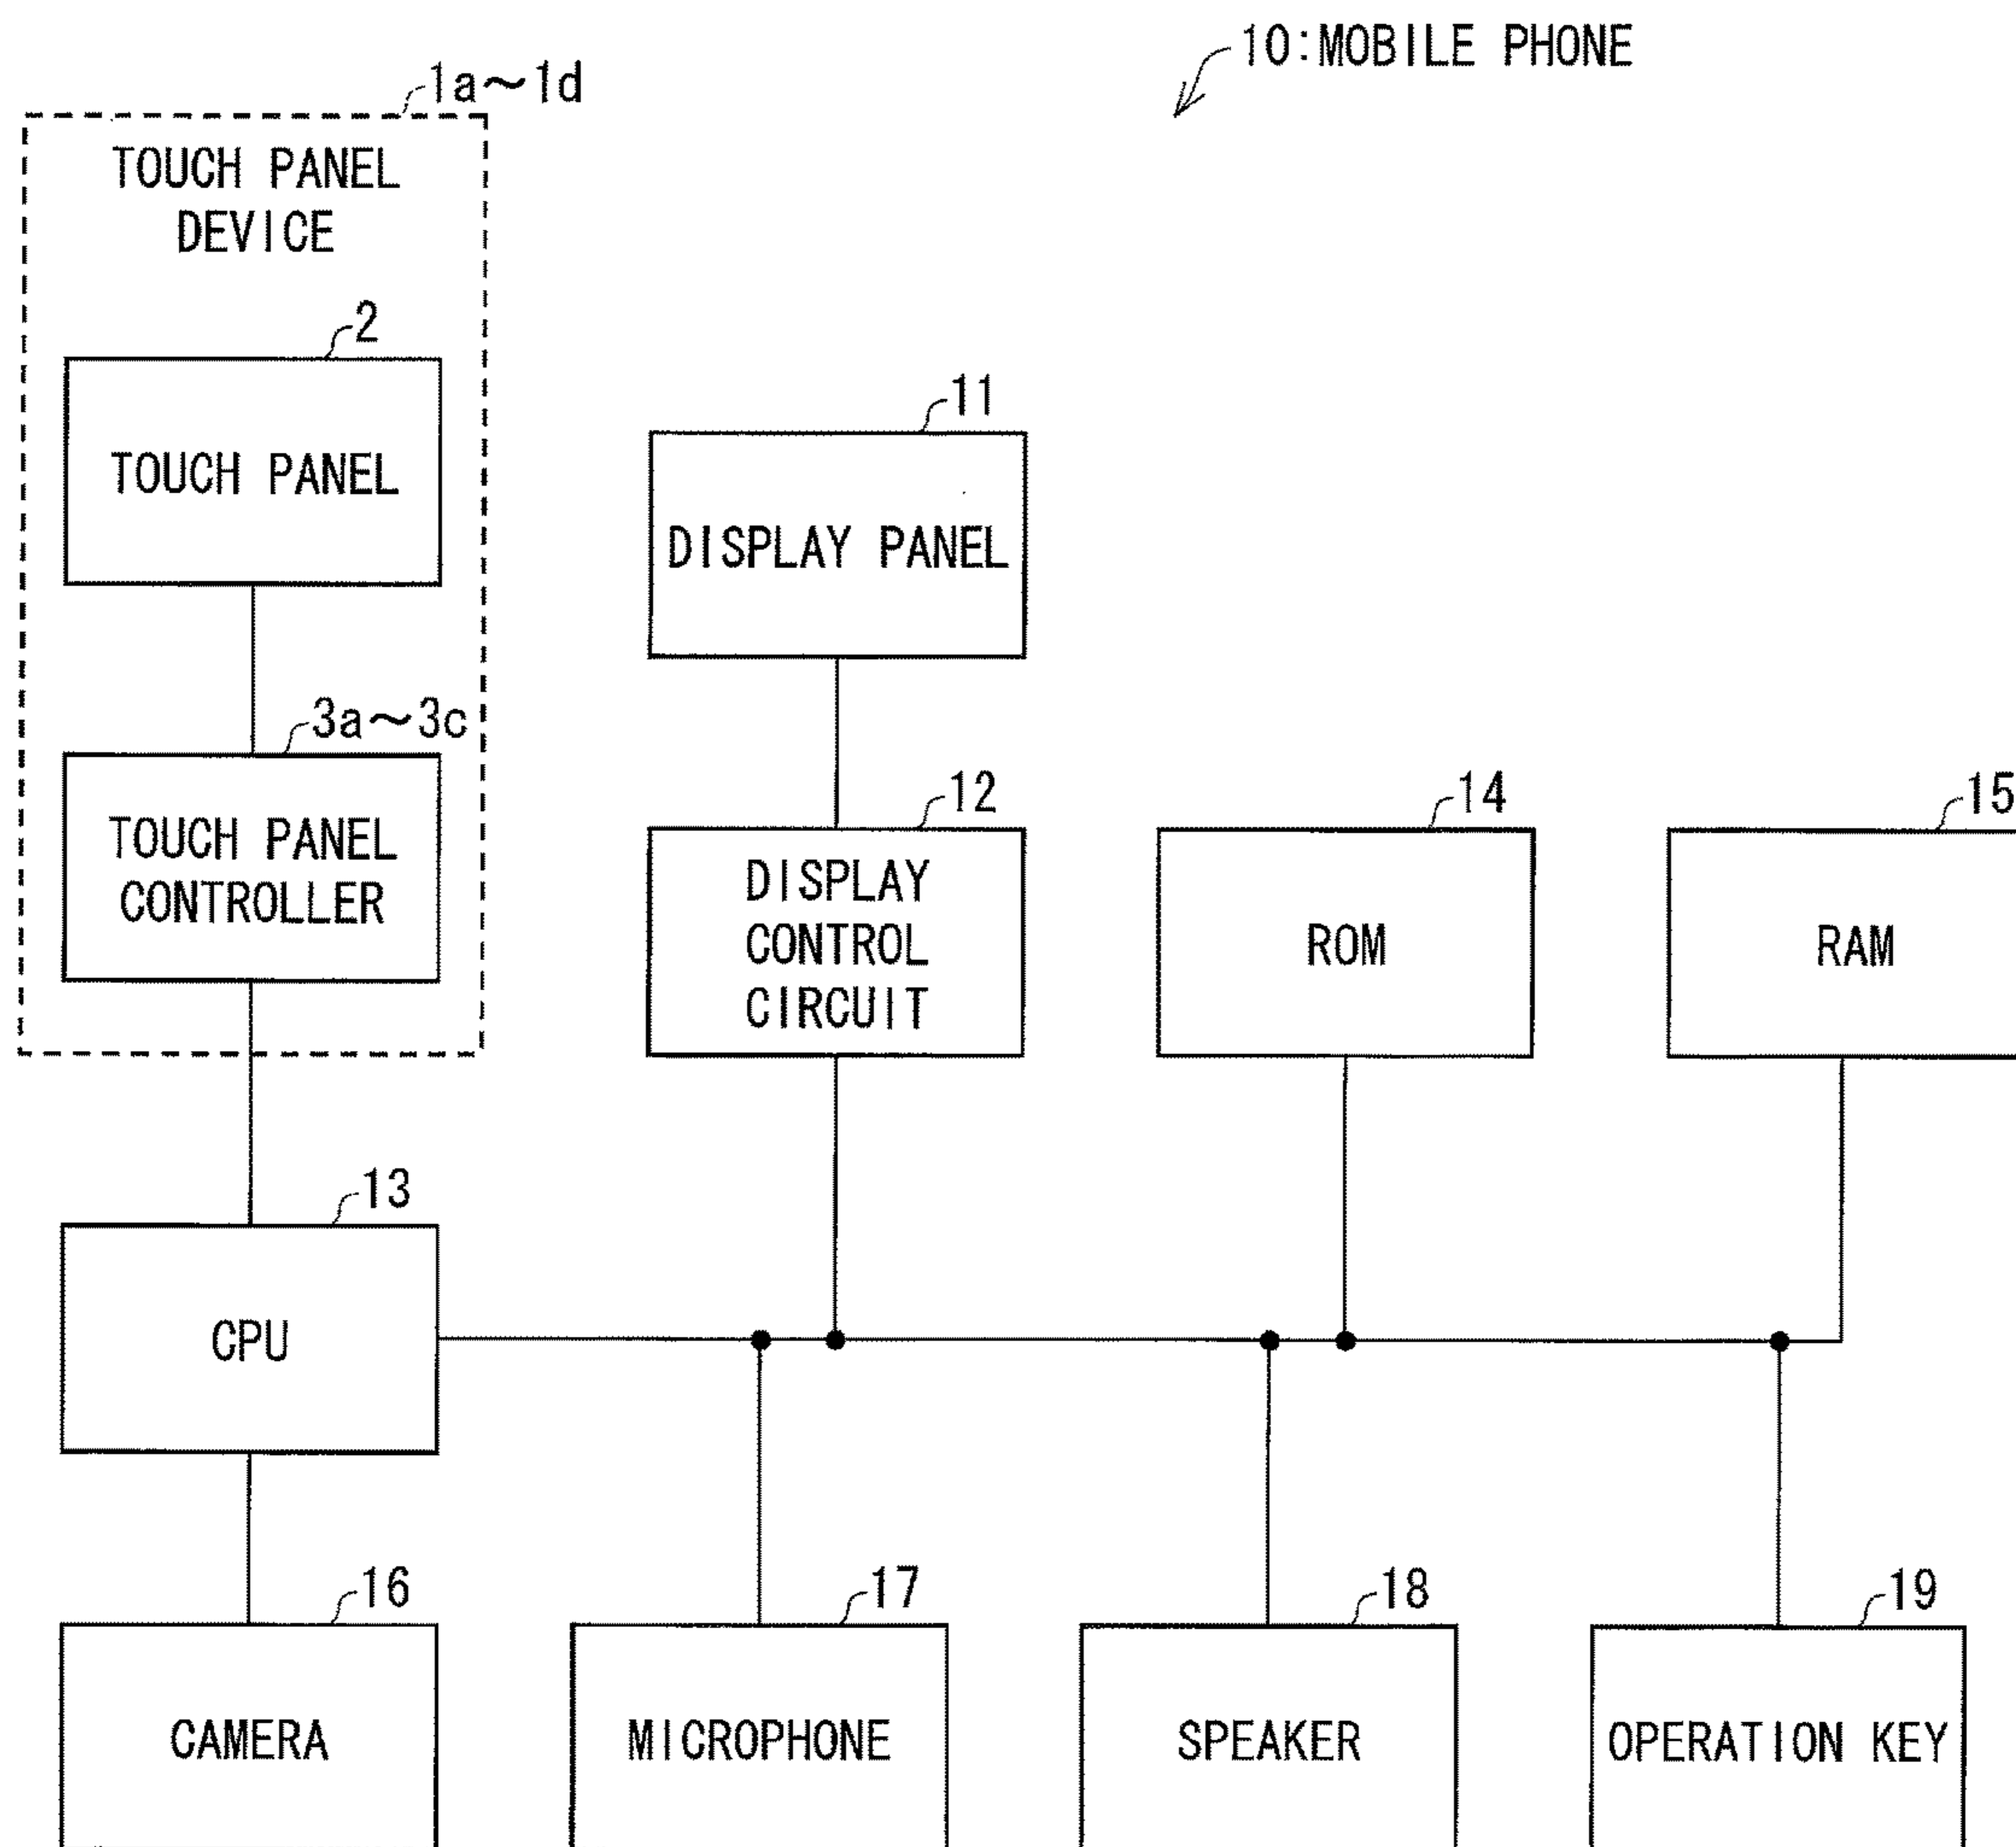 10:MOBILE PHONE
1a~1d
TOUCH PANEL
DEVICE
2
TOUCH PANEL
11
DISPLAY PANEL
3a~3c
TOUCH PANEL
CONTROLLER
12
DISPLAY
CONTROL
CIRCUIT
14
ROM
15
RAM
13
CPU
16
CAMERA
17
MICROPHONE
18
SPEAKER
19
OPERATION KEY